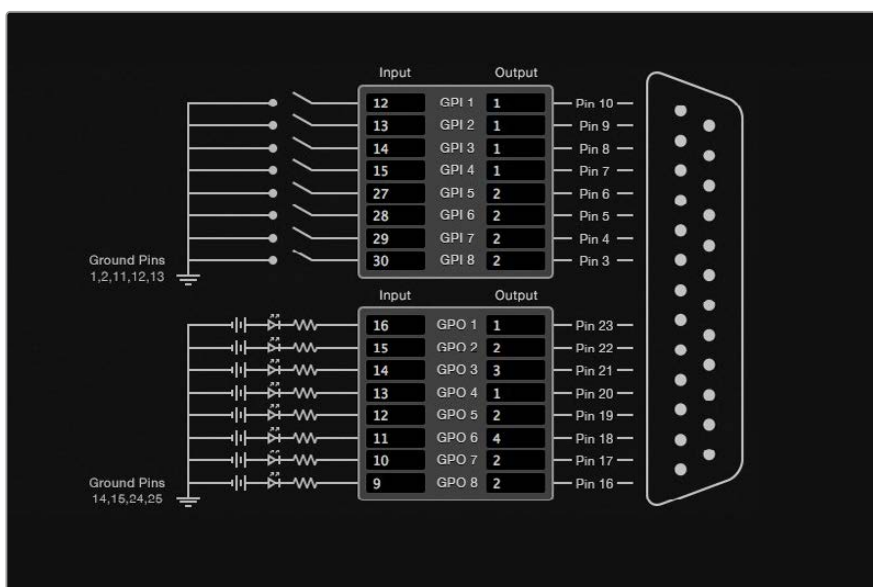 Input Output
12 GPI 1 1 Pin 10
13 GPI 2 1 Pin 9
14 GPI 3 1 Pin 8
15 GPI 4 1 Pin 7
27 GPI 5 2 Pin 6
28 GPI 6 2 Pin 5
29 GPI 7 2 Pin 4
30 GPI 8 2 Pin 3
Ground Pins
1,2,11,12,13
Input Output
16 GPO 1 1 Pin 23
15 GPO 2 2 Pin 22
14 GPO 3 3 Pin 21
13 GPO 4 1 Pin 20
12 GPO 5 2 Pin 19
11 GPO 6 4 Pin 18
10 GPO 7 2 Pin 17
9 GPO 8 2 Pin 16
Ground Pins
14,15,24,25